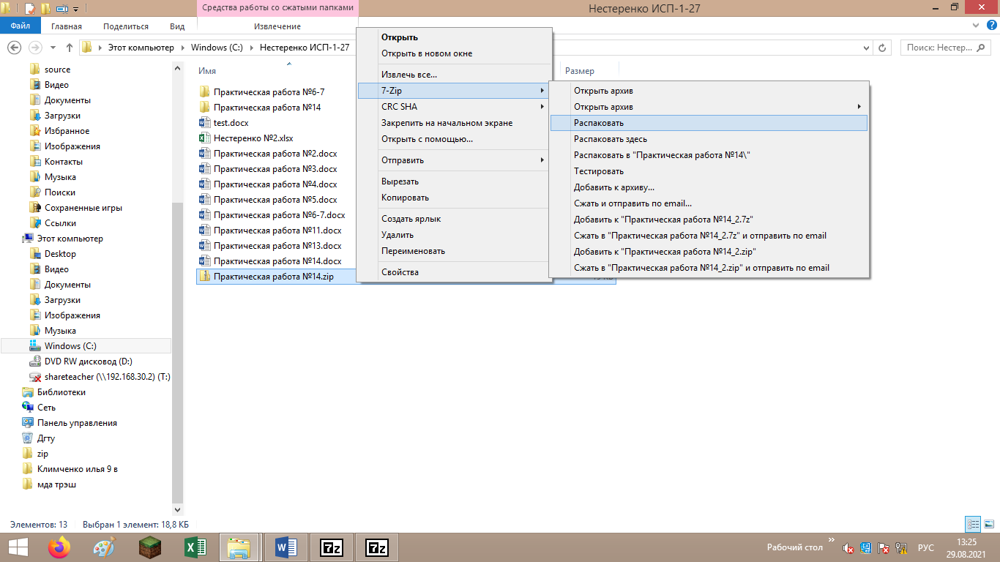 Средства работы со сжатыми папками
Нестеренко ИСП-1-27
Файл
Главная
Поделиться
Вид
Извлечение
Этот компьютер
Windows (C:)
Нестеренко ИСП-1-27
Поиск: Нестер...
source
Видео
Документы
Загрузки
Избранное
Изображения
Контакты
Музыка
Поиски
Сохраненные игры
Ссылки
Этот компьютер
Desktop
Видео
Документы
Загрузки
Изображения
Музыка
Windows (C:)
DVD RW дисковод (D:)
shareteacher (\\192.168.30.2) (T:)
Библиотеки
Сеть
Панель управления
Дгту
zip
Климченко илья 9 в
мда трэш
Имя
Размер
Практическая работа №6-7
Практическая работа №14
test.docx
Нестеренко №2.xlsx
Практическая работа №2.docx
Практическая работа №3.docx
Практическая работа №4.docx
Практическая работа №5.docx
Практическая работа №6-7.docx
Практическая работа №11.docx
Практическая работа №13.docx
Практическая работа №14.docx
Практическая работа №14.zip
Открыть
Открыть в новом окне
Извлечь все...
7-Zip
CRC SHA
Закрепить на начальном экране
Открыть с помощью...
Отправить
Вырезать
Копировать
Создать ярлык
Удалить
Переименовать
Свойства
Открыть архив
Открыть архив
Распаковать
Распаковать здесь
Распаковать в "Практическая работа №14\"
Тестировать
Добавить к архиву...
Сжать и отправить по email...
Добавить к "Практическая работа №14_2.7z"
Сжать в "Практическая работа №14_2.7z" и отправить по email
Добавить к "Практическая работа №14_2.zip"
Сжать в "Практическая работа №14_2.zip" и отправить по email
Элементов: 13
Выбран 1 элемент: 18,8 КБ
7z
7z
Рабочий стол
РУС
13:25
29.08.2021